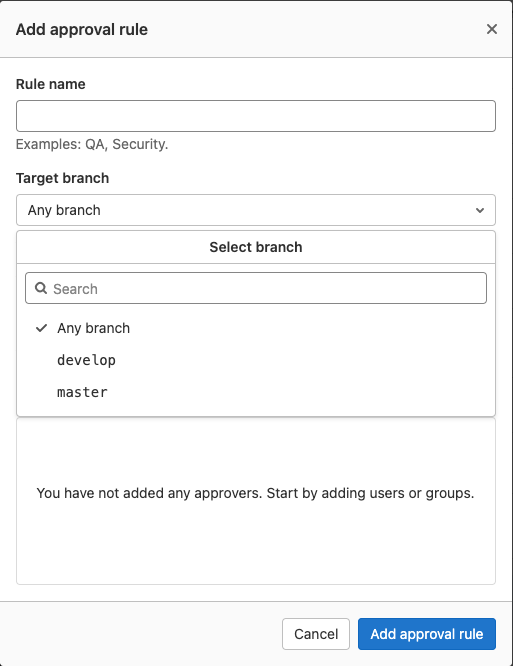 Add approval rule
Rule name
Examples: QA, Security.
Target branch
Any branch
Select branch
Search
Any branch
develop
master
You have not added any approvers. Start by adding users or groups.
Cancel
Add approval rule